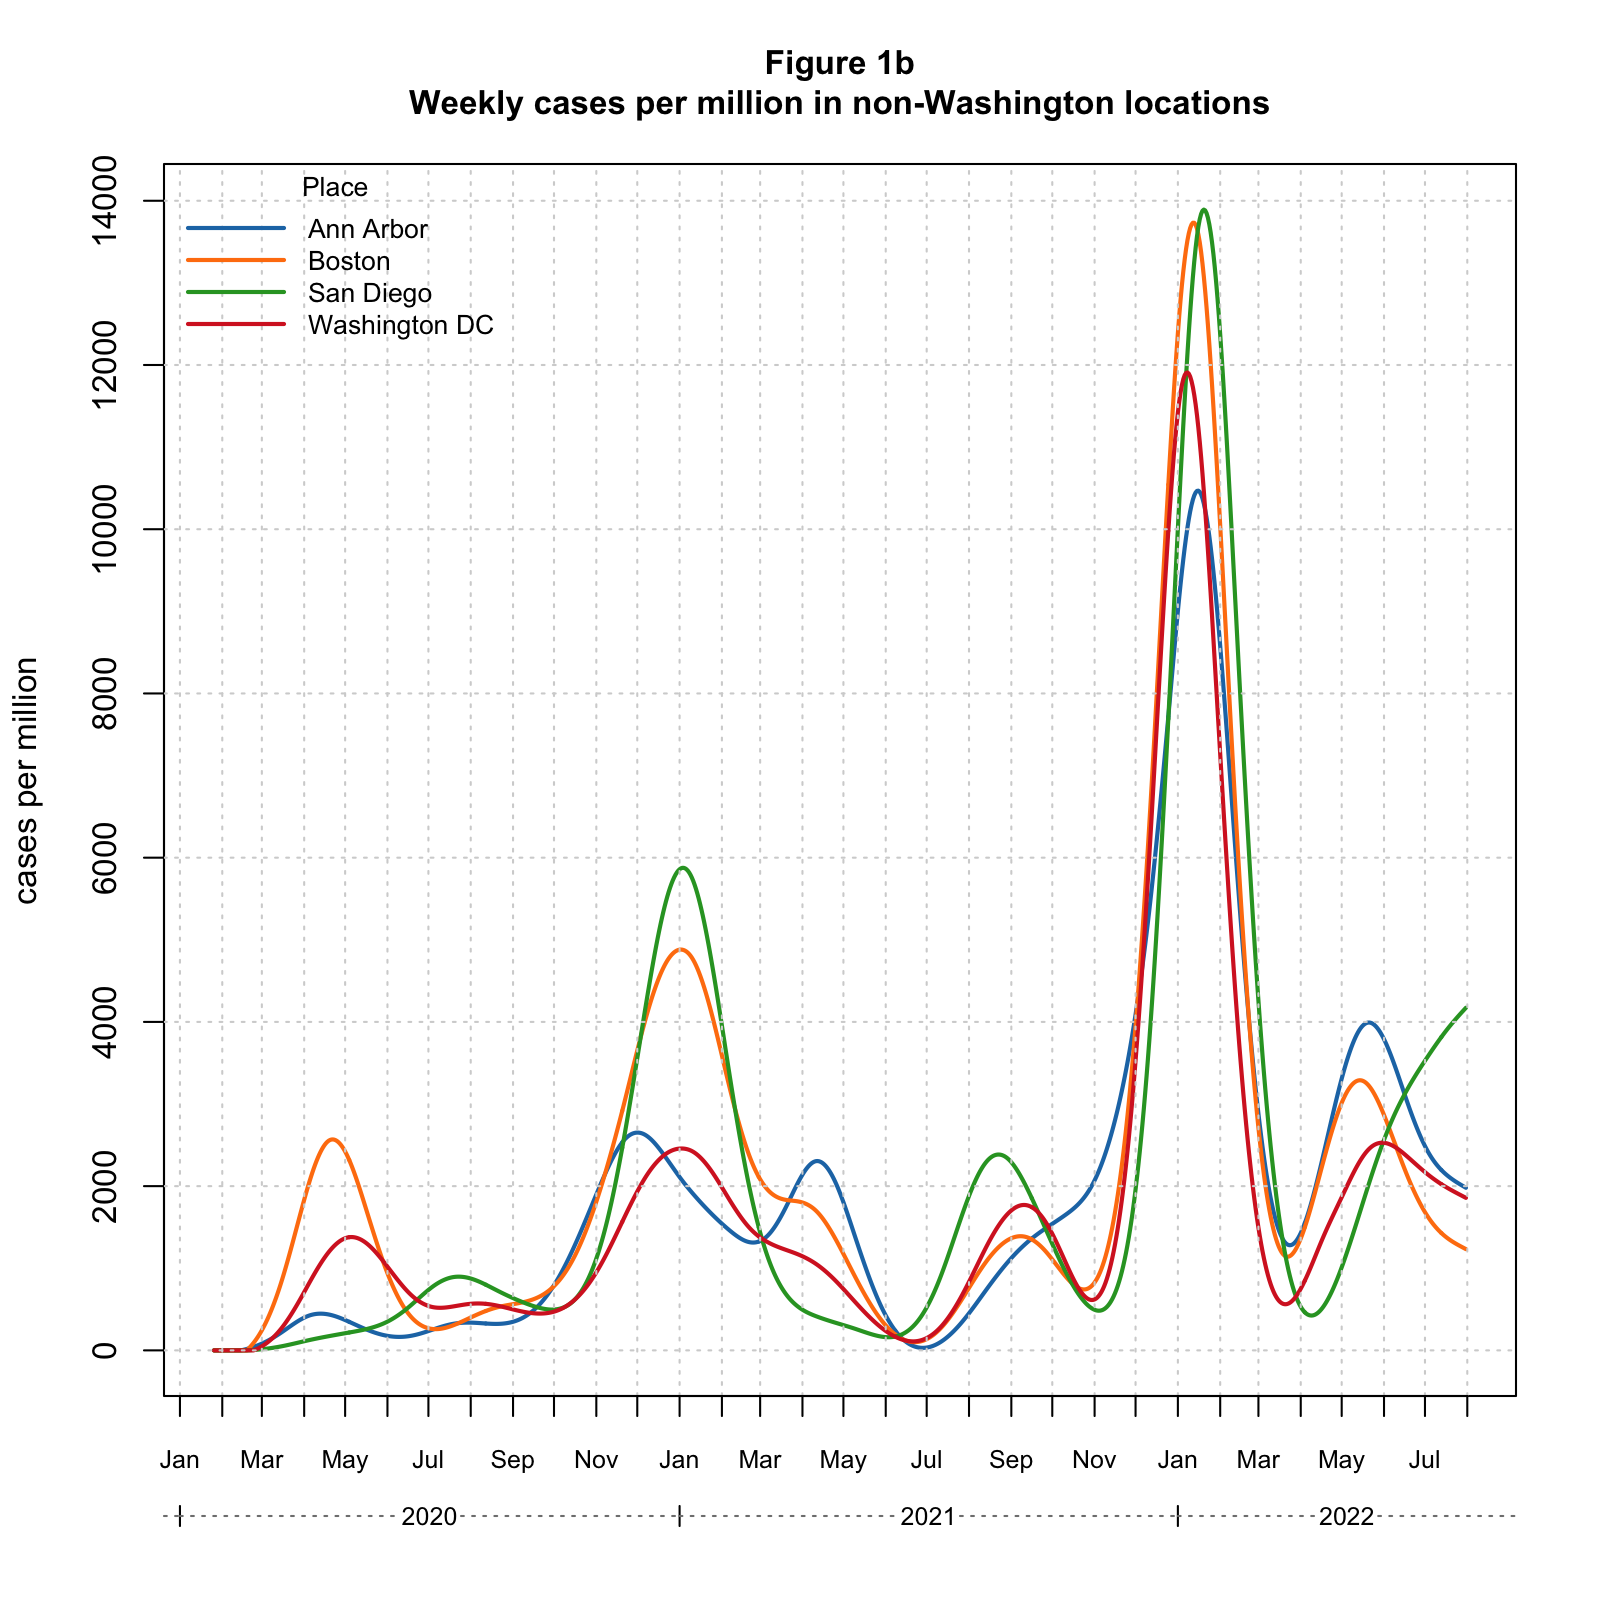 Figure 1b
Weekly cases per million in non-Washington locations
Place
Ann Arbor
Boston
San Diego
Washington DC
cases per million
14000
12000
10000
8000
6000
4000
2000
0
Jan Mar May Jul Sep Nov Jan Mar May Jul Sep Nov Jan Mar May Jul
2020 2021 2022